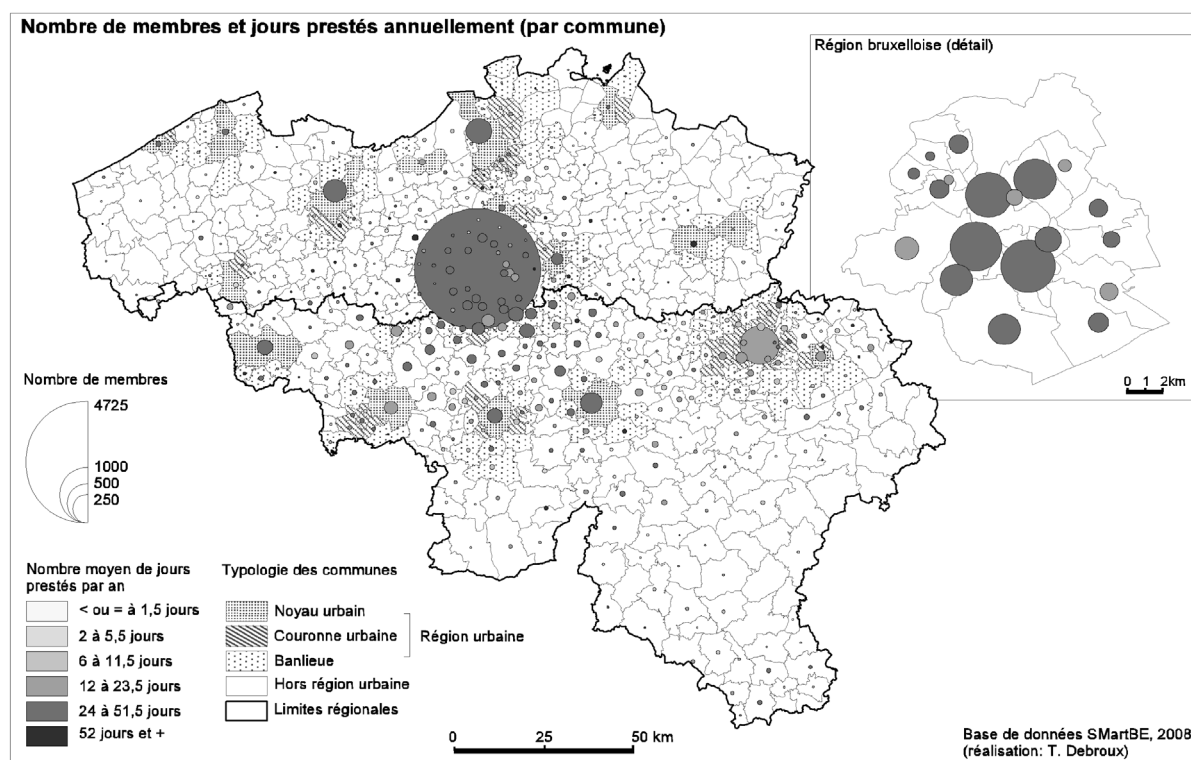 Nombre de membres et jours prestés annuellement (par commune)
Région bruxelloise (détail)
0 1 2km
Nombre de membres
4725
1000
500
250
Nombre moyen de jours
prestés par an
< ou = à 1,5 jours
2 à 5,5 jours
6 à 11,5 jours
12 à 23,5 jours
24 à 51,5 jours
52 jours et +
Typologie des communes
Noyau urbain
Couronne urbaine
Banlieue
Région urbaine
Hors région urbaine
Limites régionales
0 25 50 km
Base de données SMartBE, 2008
(réalisation: T. Debroux)